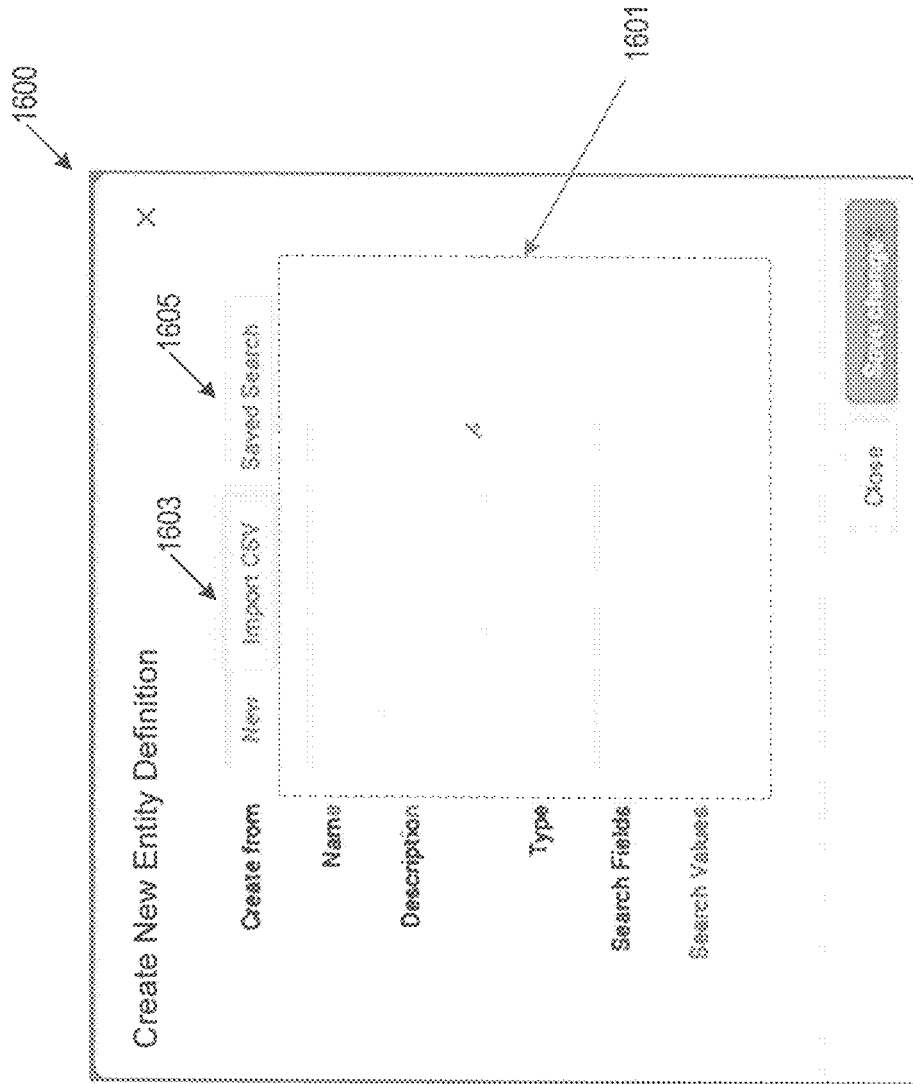 1600
Create New Entity Definition
X
1603
1605
Create from
New
Import CSV
Saved Search
Name
Description
Type
Search Fields
Search Values
1601
Close